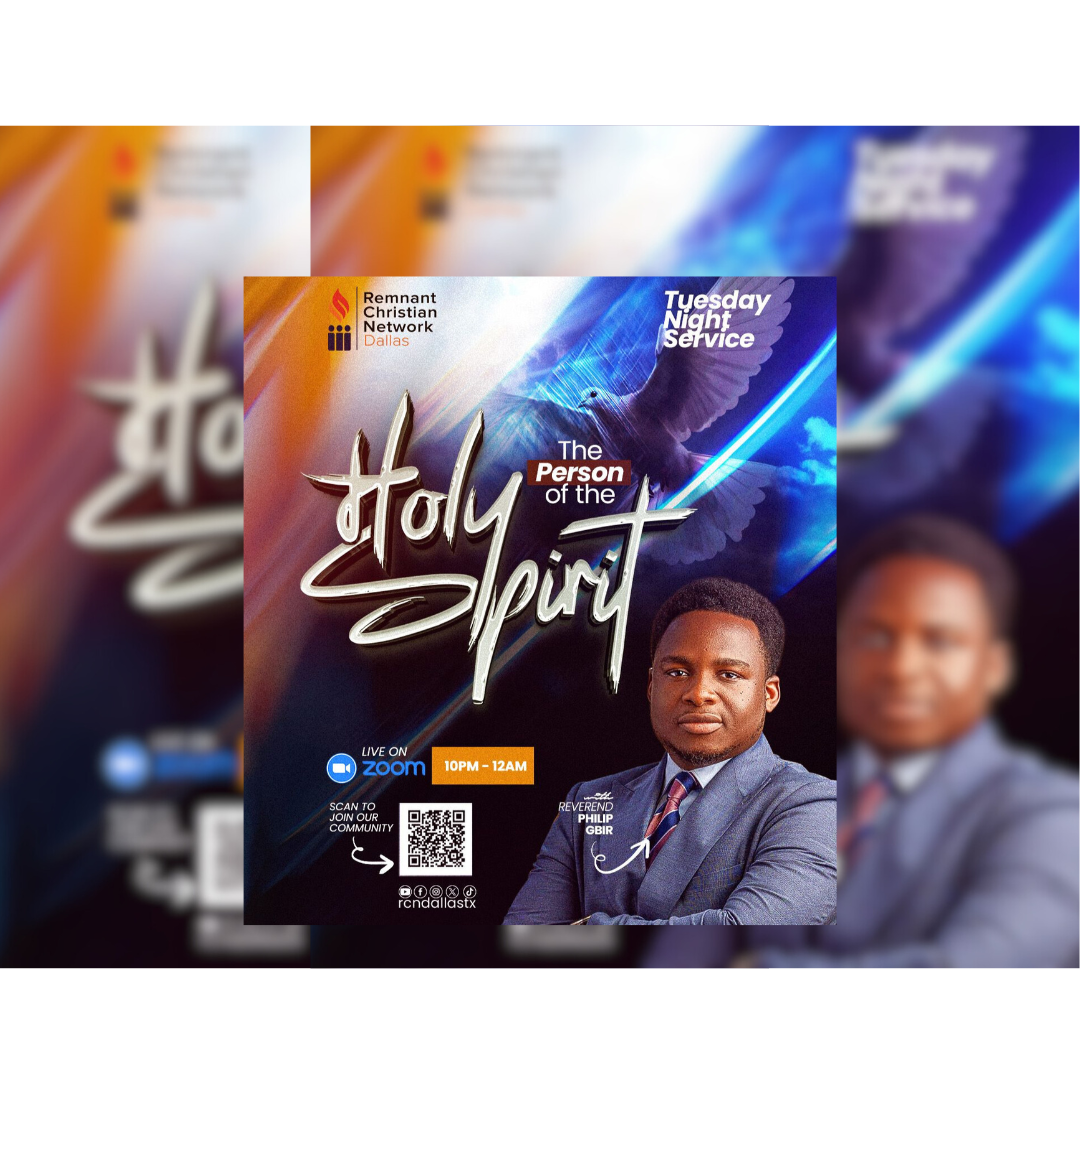 Remnant
Christian
Network
Dallas
Tuesday
Night
Service
The
Person
of the
Holy
Spirit
LIVE ON
zoom
10PM - 12AM
SCAN TO
JOIN OUR
COMMUNITY
with
REVEREND
PHILIP
GBIR
rcndallastx